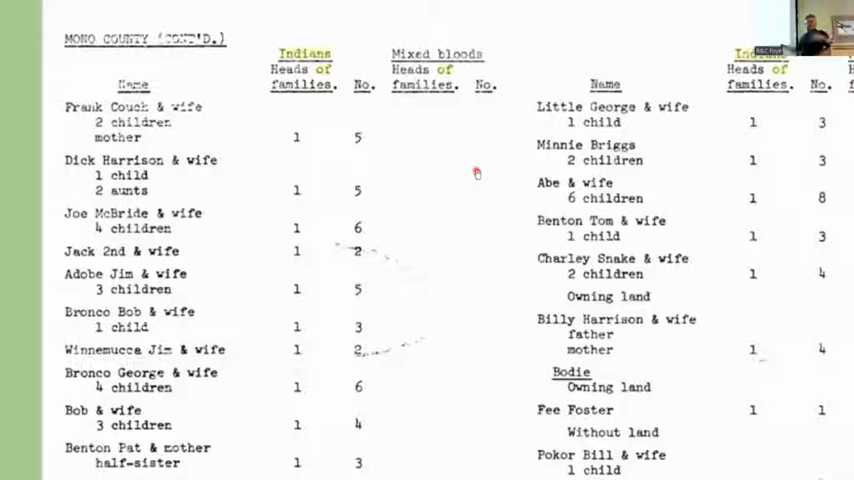 MONO COUNTY (CONT'D.)
Indians Mixed bloods
Heads of Heads of
Name families. No. families. No.
Frank Couch & wife
2 children
mother 1 5
Dick Harrison & wife
1 child
2 aunts 1 5
Joe McBride & wife
4 children 1 6
Jack 2nd & wife 1 2
Adobe Jim & wife
3 children 1 5
Bronco Bob & wife
1 child 1 3
Winnemucca Jim & wife 1 2
Bronco George & wife
4 children 1 6
Bob & wife
3 children 1 4
Benton Pat & mother
half-sister 1 3
Heads of
Name families. No.
Little George & wife
1 child 1 3
Minnie Briggs
2 children 1 3
Abe & wife
6 children 1 8
Benton Tom & wife
1 child 1 3
Charley Snake & wife
2 children 1 4
Owning land
Billy Harrison & wife
father
mother 1 4
Bodie
Owning land
Fee Foster 1 1
Without land
Pokor Bill & wife
1 child